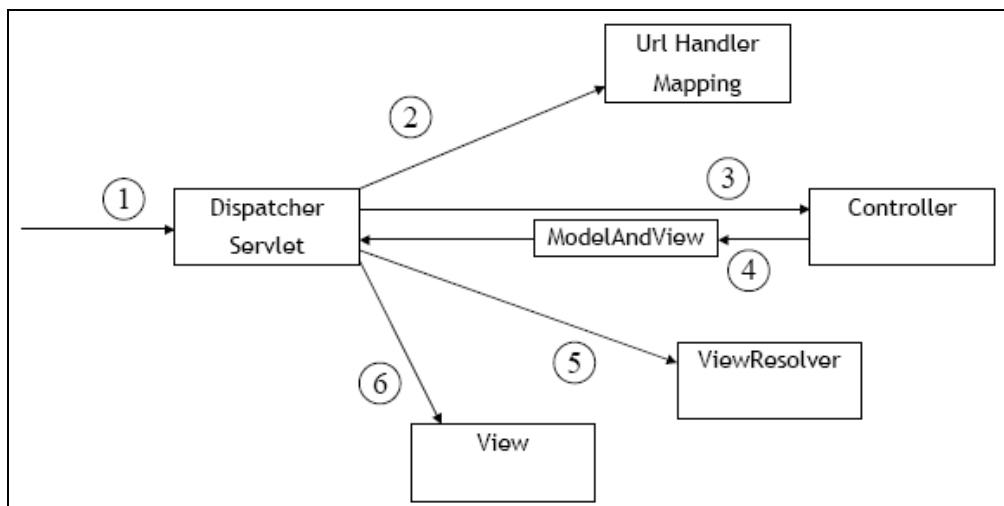 Url Handler
Mapping
2
1
3
Dispatcher
Servlet
Controller
ModelAndView
4
5
ViewResolver
6
View